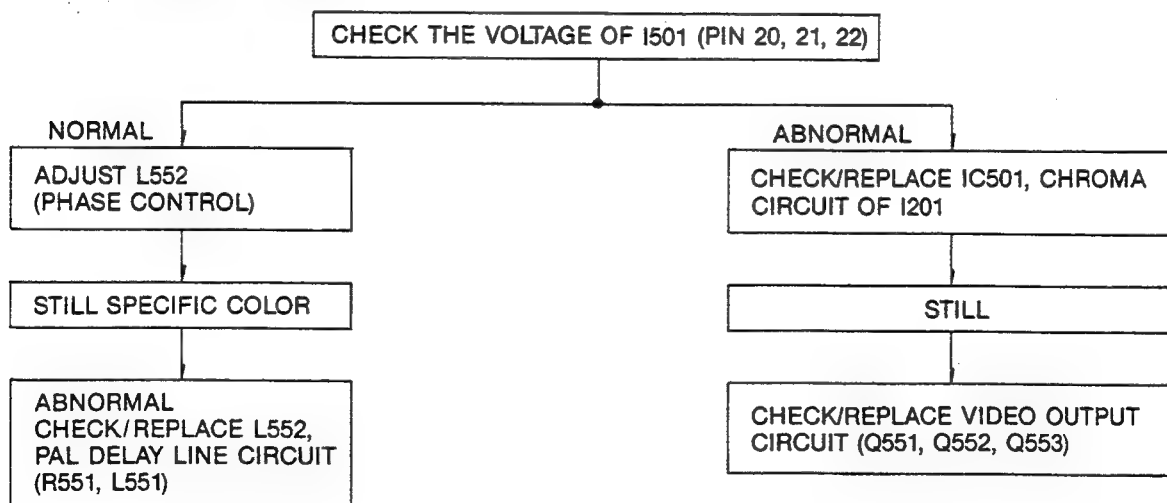 CHECK THE VOLTAGE OF I501 (PIN 20, 21, 22)
NORMAL
ADJUST L552
(PHASE CONTROL)
STILL SPECIFIC COLOR
ABNORMAL
CHECK/REPLACE L552,
PAL DELAY LINE CIRCUIT
(R551, L551)
ABNORMAL
CHECK/REPLACE IC501, CHROMA
CIRCUIT OF I201
STILL
CHECK/REPLACE VIDEO OUTPUT
CIRCUIT (Q551, Q552, Q553)